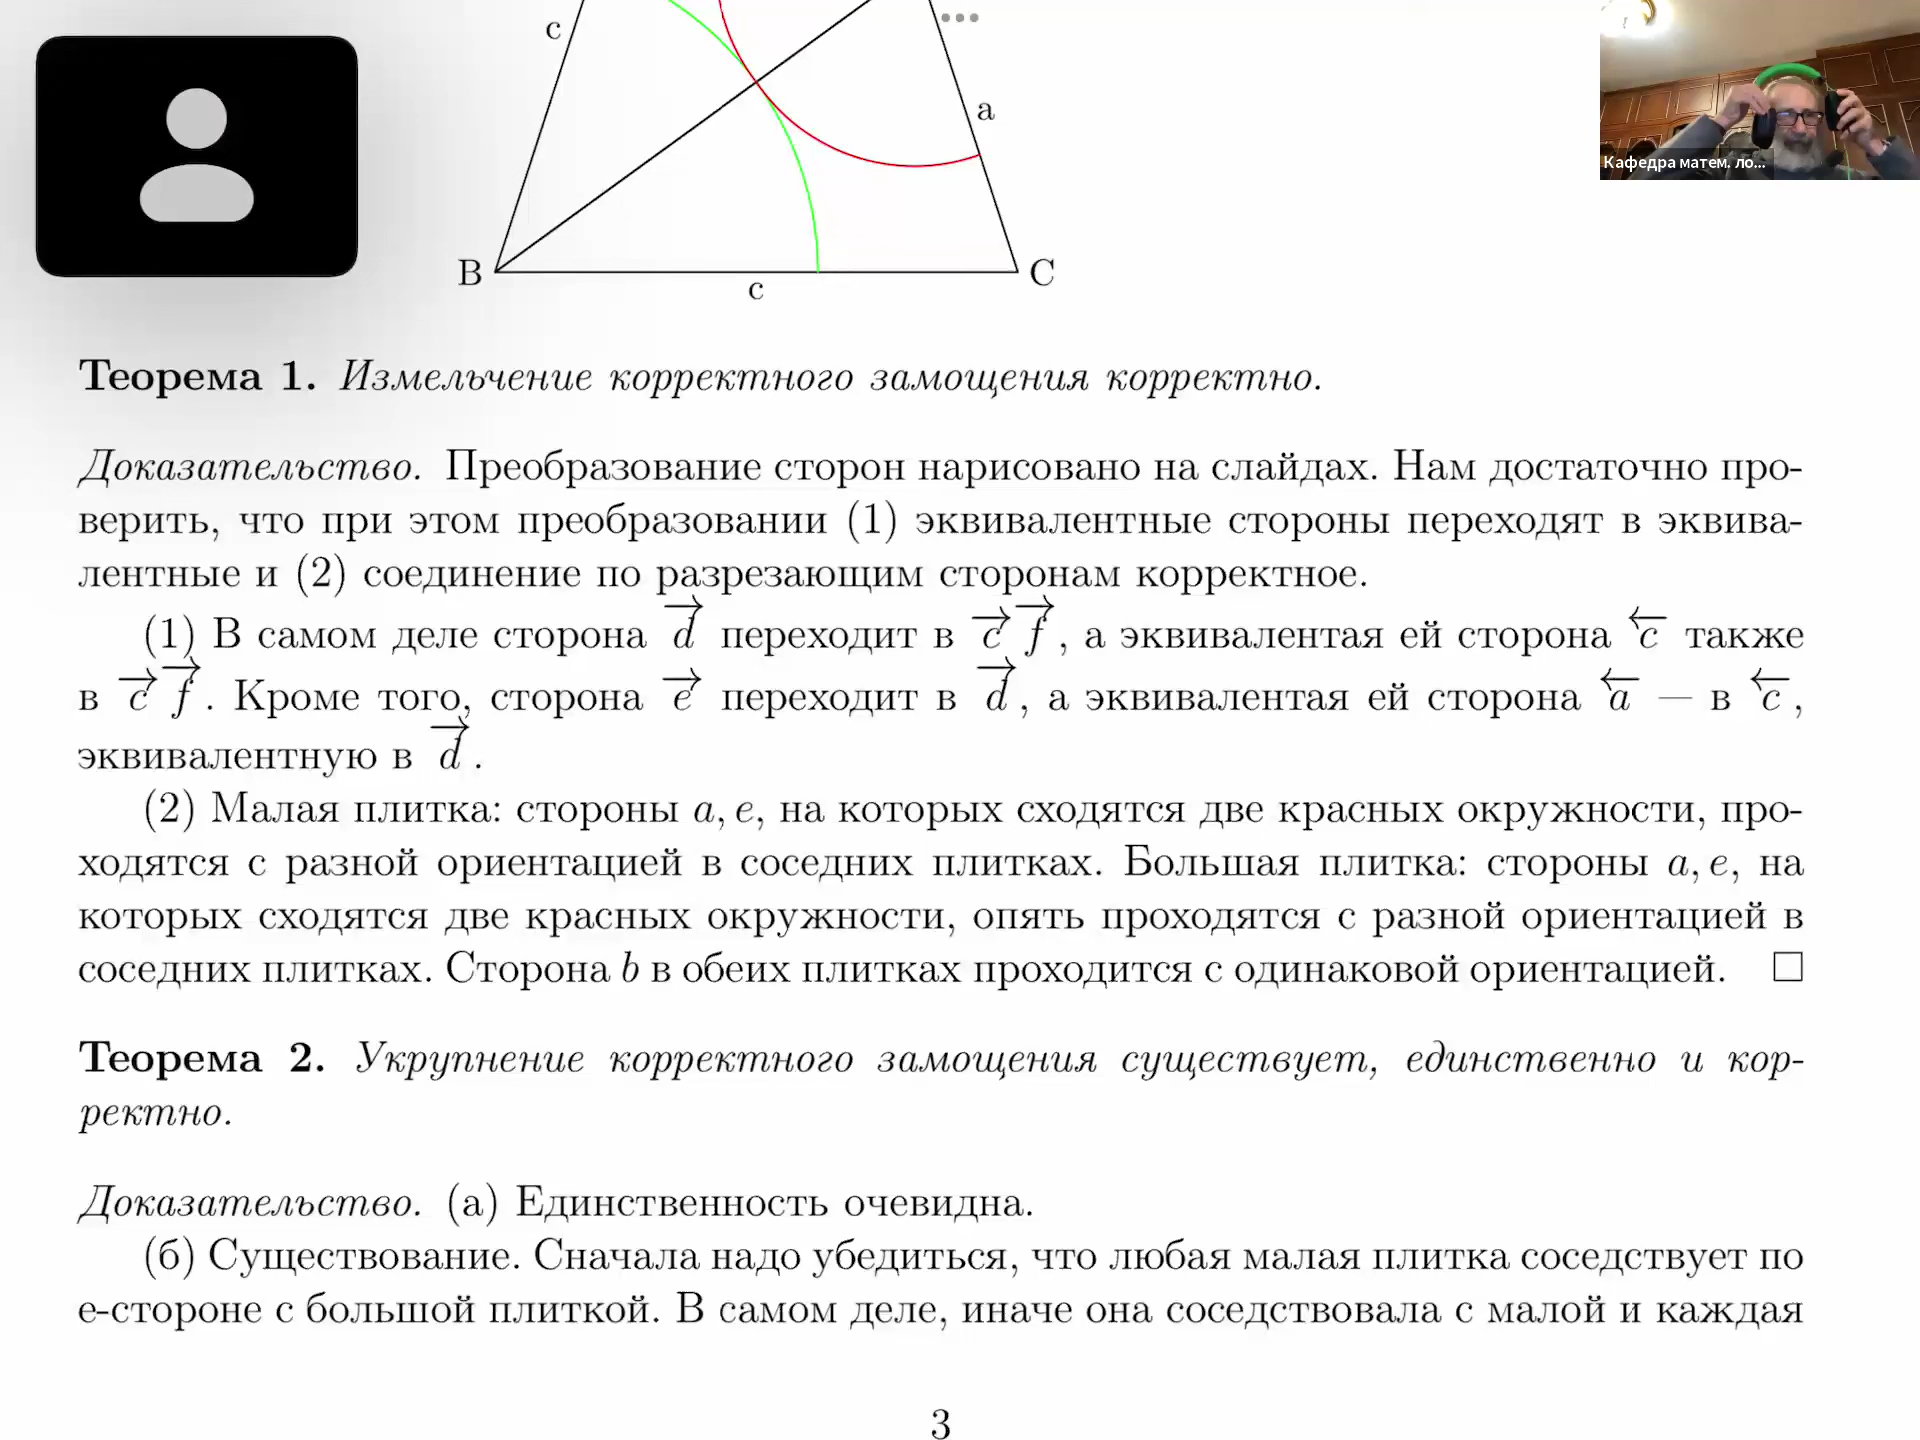 c
a
Кафедра матем. ло...
B
C
c
Теорема 1. Измельчение корректного замощения корректно.
Доказательство. Преобразование сторон нарисовано на слайдах. Нам достаточно про-
верить, что при этом преобразовании (1) эквивалентные стороны переходят в эквива-
лентные и (2) соединение по разрезающим сторонам корректное.
(1) В самом деле сторона →d переходит в →c →f, а эквивалентая ей сторона ←c также
в →c →f. Кроме того, сторона →e переходит в →d, а эквивалентая ей сторона ←a — в ←c,
эквивалентную в →d.
(2) Малая плитка: стороны a, e, на которых сходятся две красных окружности, про-
ходятся с разной ориентацией в соседних плитках. Большая плитка: стороны a, e, на
которых сходятся две красных окружности, опять проходятся с разной ориентацией в
соседних плитках. Сторона b в обеих плитках проходится с одинаковой ориентацией. □
Теорема 2. Укрупнение корректного замощения существует, единственно и кор-
ректно.
Доказательство. (а) Единственность очевидна.
(б) Существование. Сначала надо убедиться, что любая малая плитка соседствует по
е-стороне с большой плиткой. В самом деле, иначе она соседствовала с малой и каждая
3